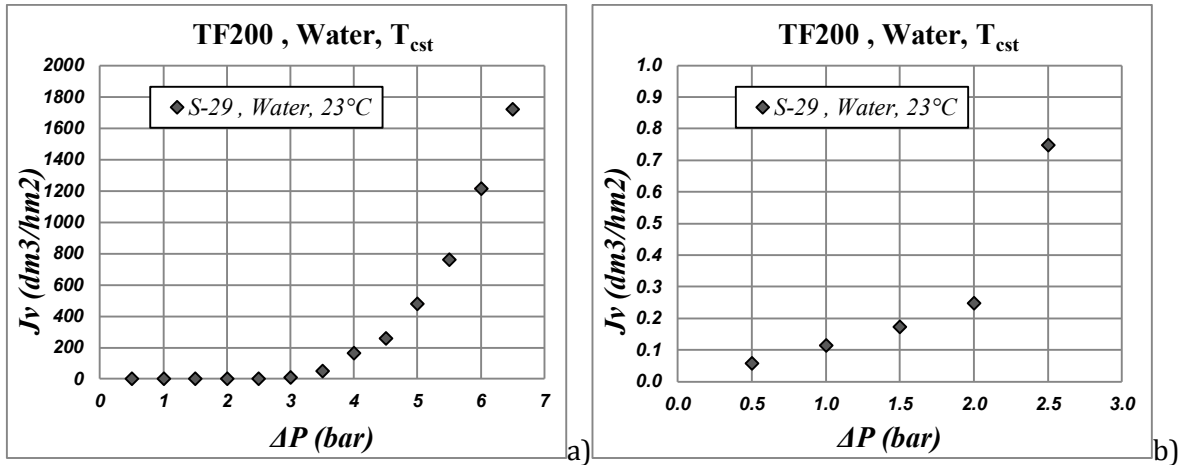 TF200 , Water, T_cst
2000
1800
1600
1400
1200
1000
800
600
400
200
0
S-29 , Water, 23°C
Jv (dm3/hm2)
0 1 2 3 4 5 6 7
ΔP (bar)
a)
TF200 , Water, T_cst
1.0
0.9
0.8
0.7
0.6
0.5
0.4
0.3
0.2
0.1
0.0
S-29 , Water, 23°C
Jv (dm3/hm2)
0.0 0.5 1.0 1.5 2.0 2.5 3.0
ΔP (bar)
b)